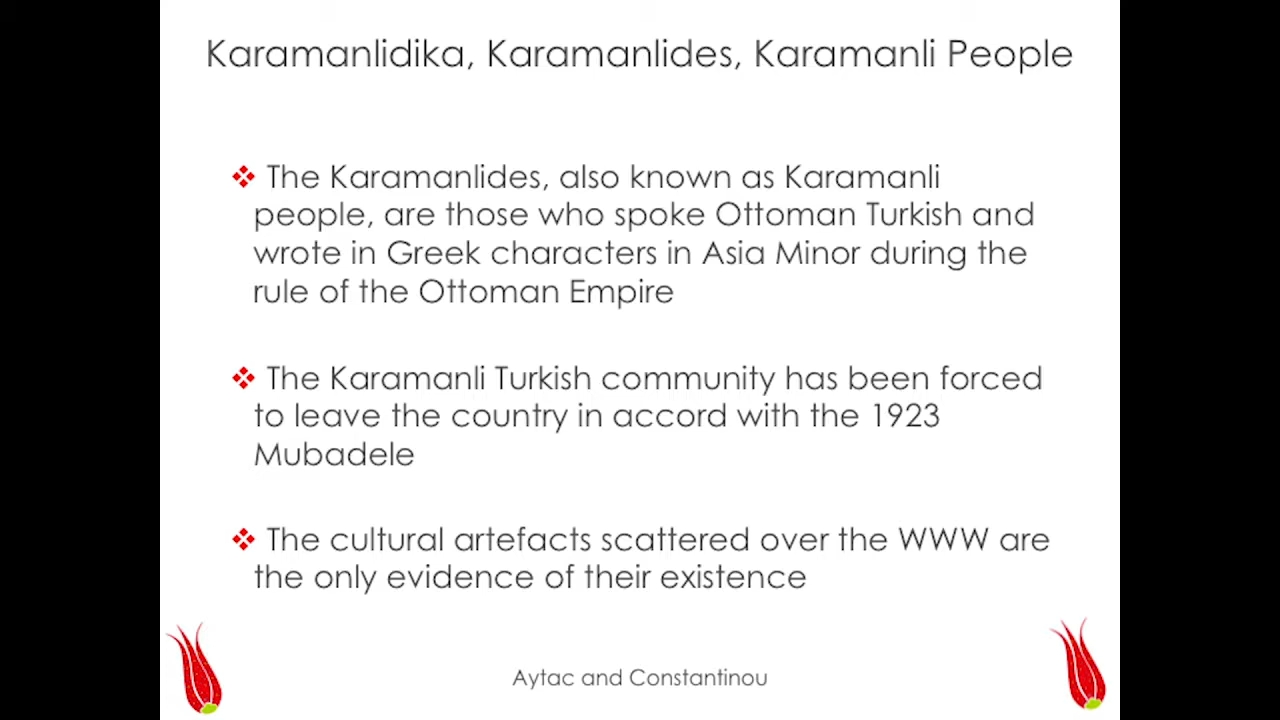 Karamanlidika, Karamanlides, Karamanli People
The Karamanlides, also known as Karamanli
people, are those who spoke Ottoman Turkish and
wrote in Greek characters in Asia Minor during the
rule of the Ottoman Empire
The Karamanli Turkish community has been forced
to leave the country in accord with the 1923
Mubadele
The cultural artefacts scattered over the WWW are
the only evidence of their existence
Aytac and Constantinou